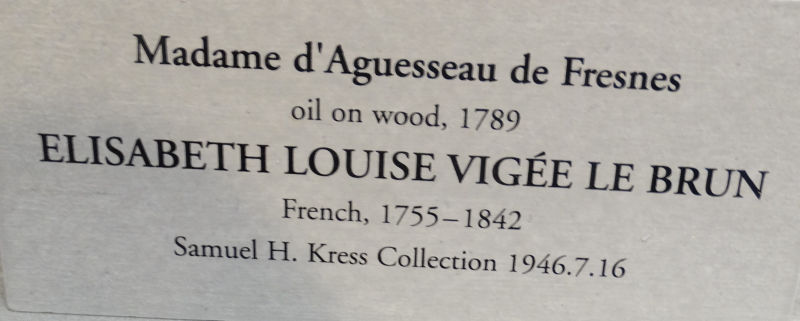 Madame d'Aguesseau de Fresnes
oil on wood, 1789
ELISABETH LOUISE VIGÉE LE BRUN
French, 1755–1842
Samuel H. Kress Collection 1946.7.16